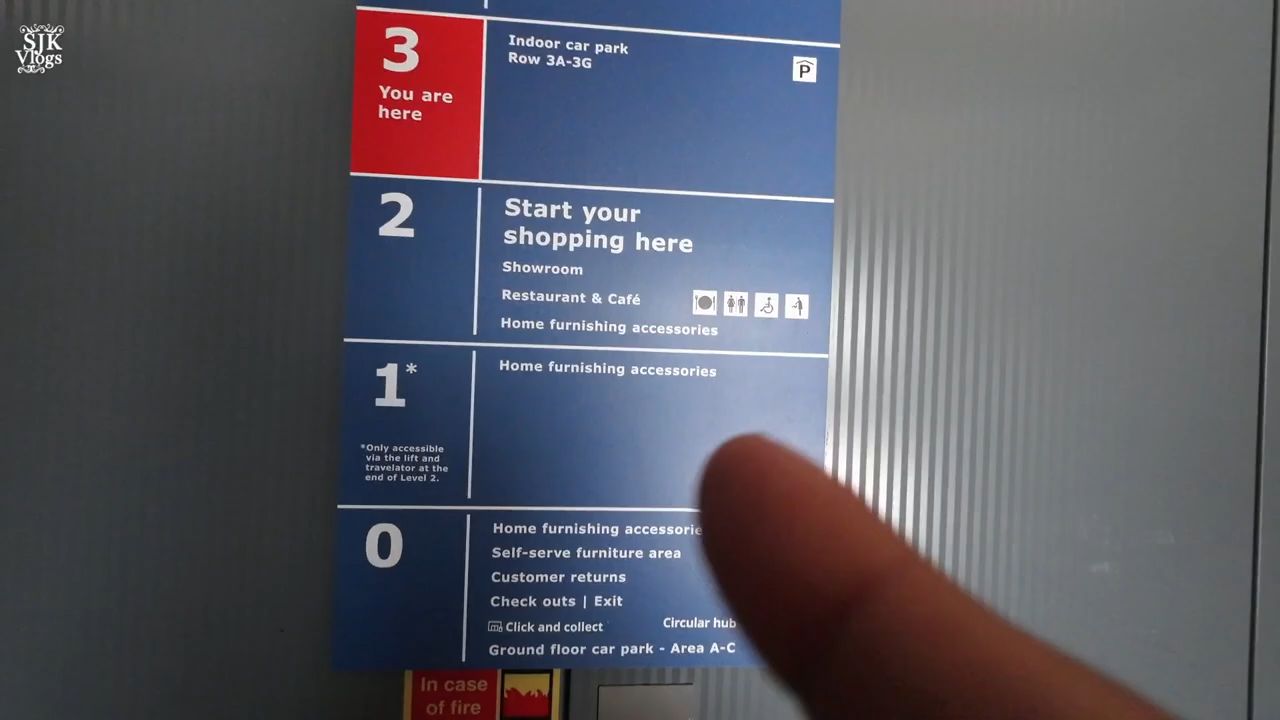 SJK
Vlogs
3
You are
here
Indoor car park
Row 3A-3G
P
2
Start your
shopping here
Showroom
Restaurant & Café
Home furnishing accessories
1*
*Only accessible
via the lift and
travelator at the
end of Level 2.
Home furnishing accessories
0
Home furnishing accessorie
Self-serve furniture area
Customer returns
Check outs | Exit
Click and collect
Circular hub
Ground floor car park - Area A-C
In case
of fire